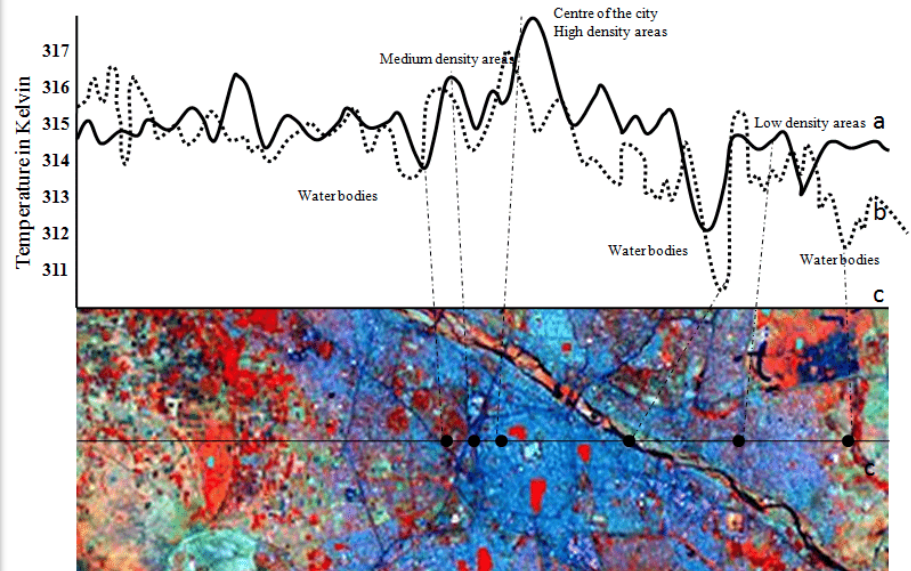 Centre of the city
High density areas
317
Medium density areas
316
315
Low density areas
a
314
313
Water bodies
b
312
Water bodies
Water bodies
311
c
Temperature in Kelvin
c